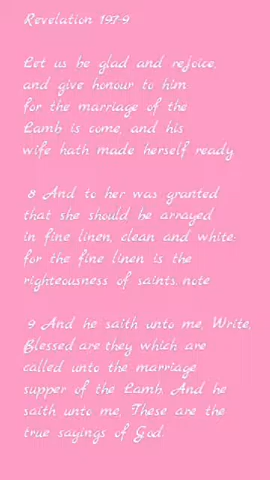 Revelation 19:7-9
Let us be glad and rejoice,
and give honour to him
for the marriage of the
Lamb is come, and his
wife hath made herself ready.
8 And to her was granted
that she should be arrayed
in fine linen, clean and white:
for the fine linen is the
righteousness of saints. note
9 And he saith unto me, Write,
Blessed are they which are
called unto the marriage
supper of the Lamb. And he
saith unto me, These are the
true sayings of God.